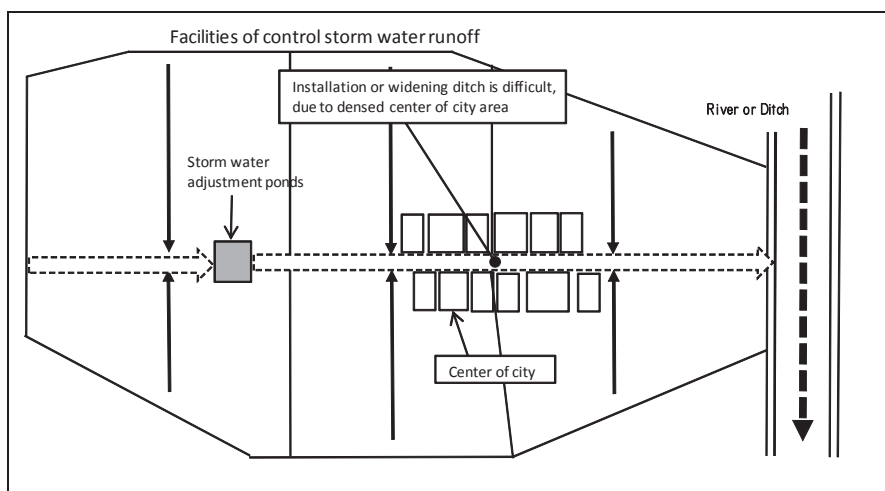 Facilities of control storm water runoff
Installation or widening ditch is difficult,
due to densed center of city area
River or Ditch
Storm water
adjustment ponds
Center of city